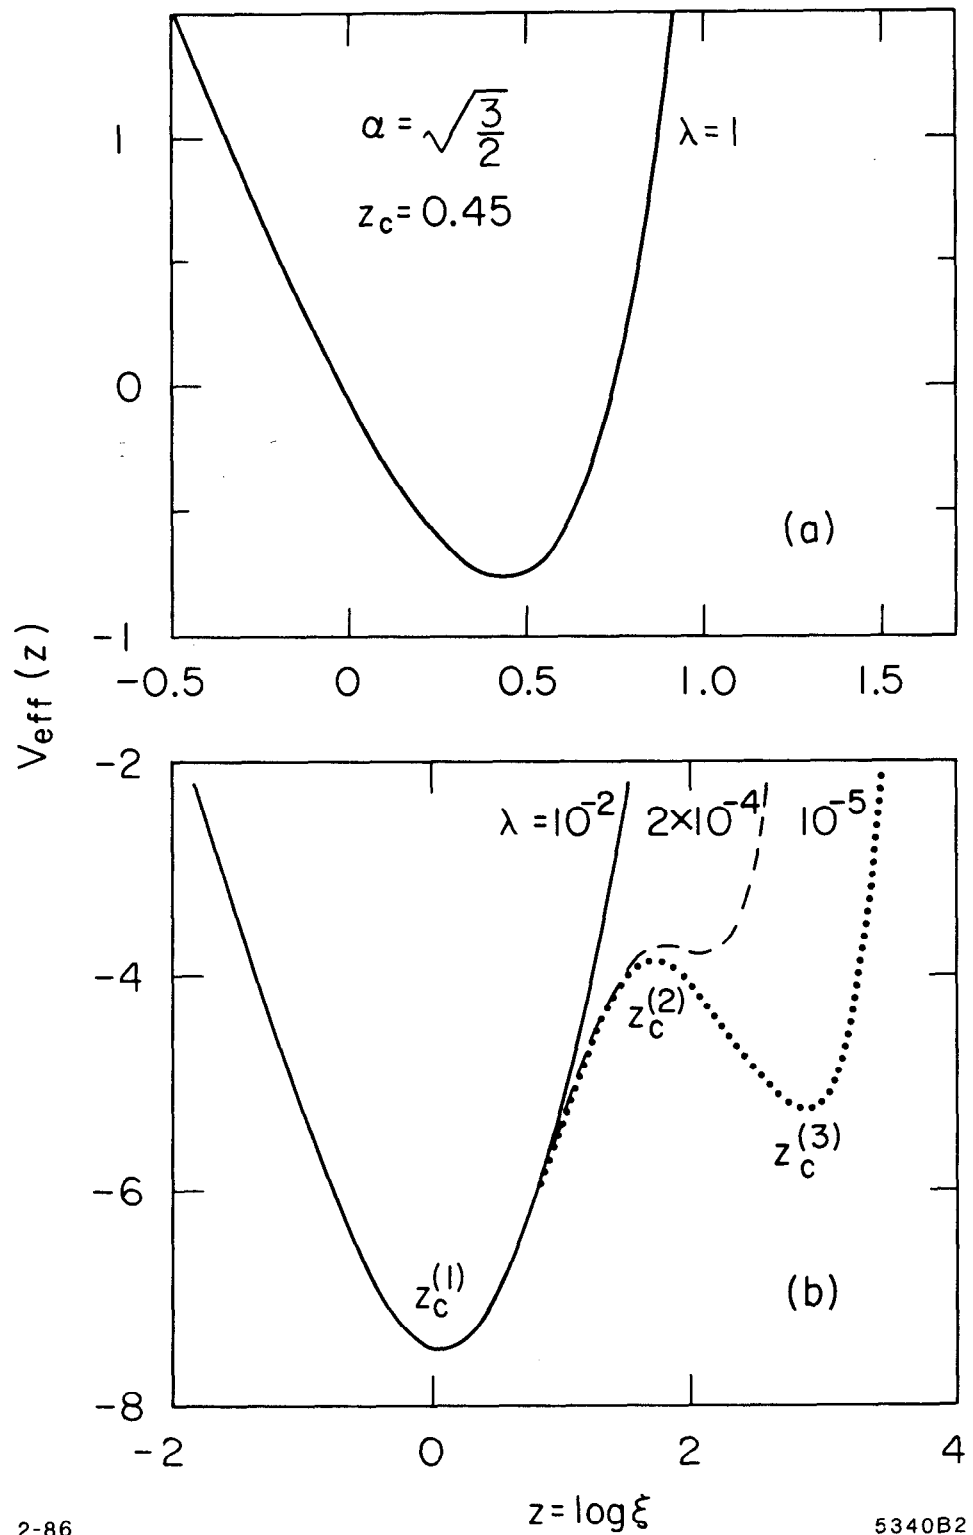 α = √3/2
λ = 1
z_c = 0.45
1
0
-1
(a)
-0.5 0 0.5 1.0 1.5
V_eff (z)
-2
-4
-6
-8
λ = 10^-2 2×10^-4 10^-5
z_c^(2)
z_c^(3)
z_c^(1)
(b)
-2 0 2 4
z = log ξ
2-86
5340B2